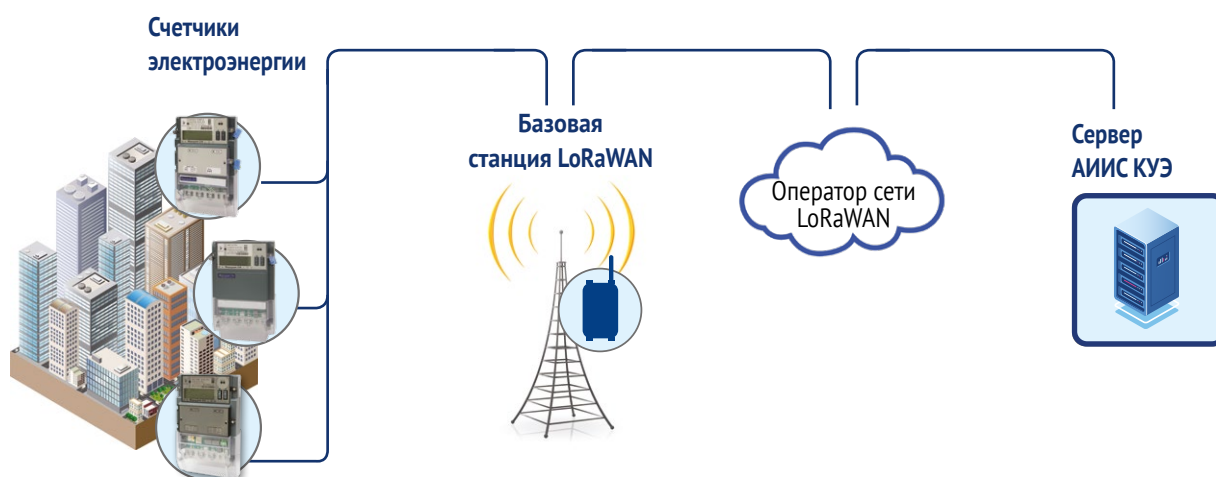 Счетчики
электроэнергии
Базовая
станция LoRaWAN
Оператор сети
LoRaWAN
Сервер
АИИС КУЭ